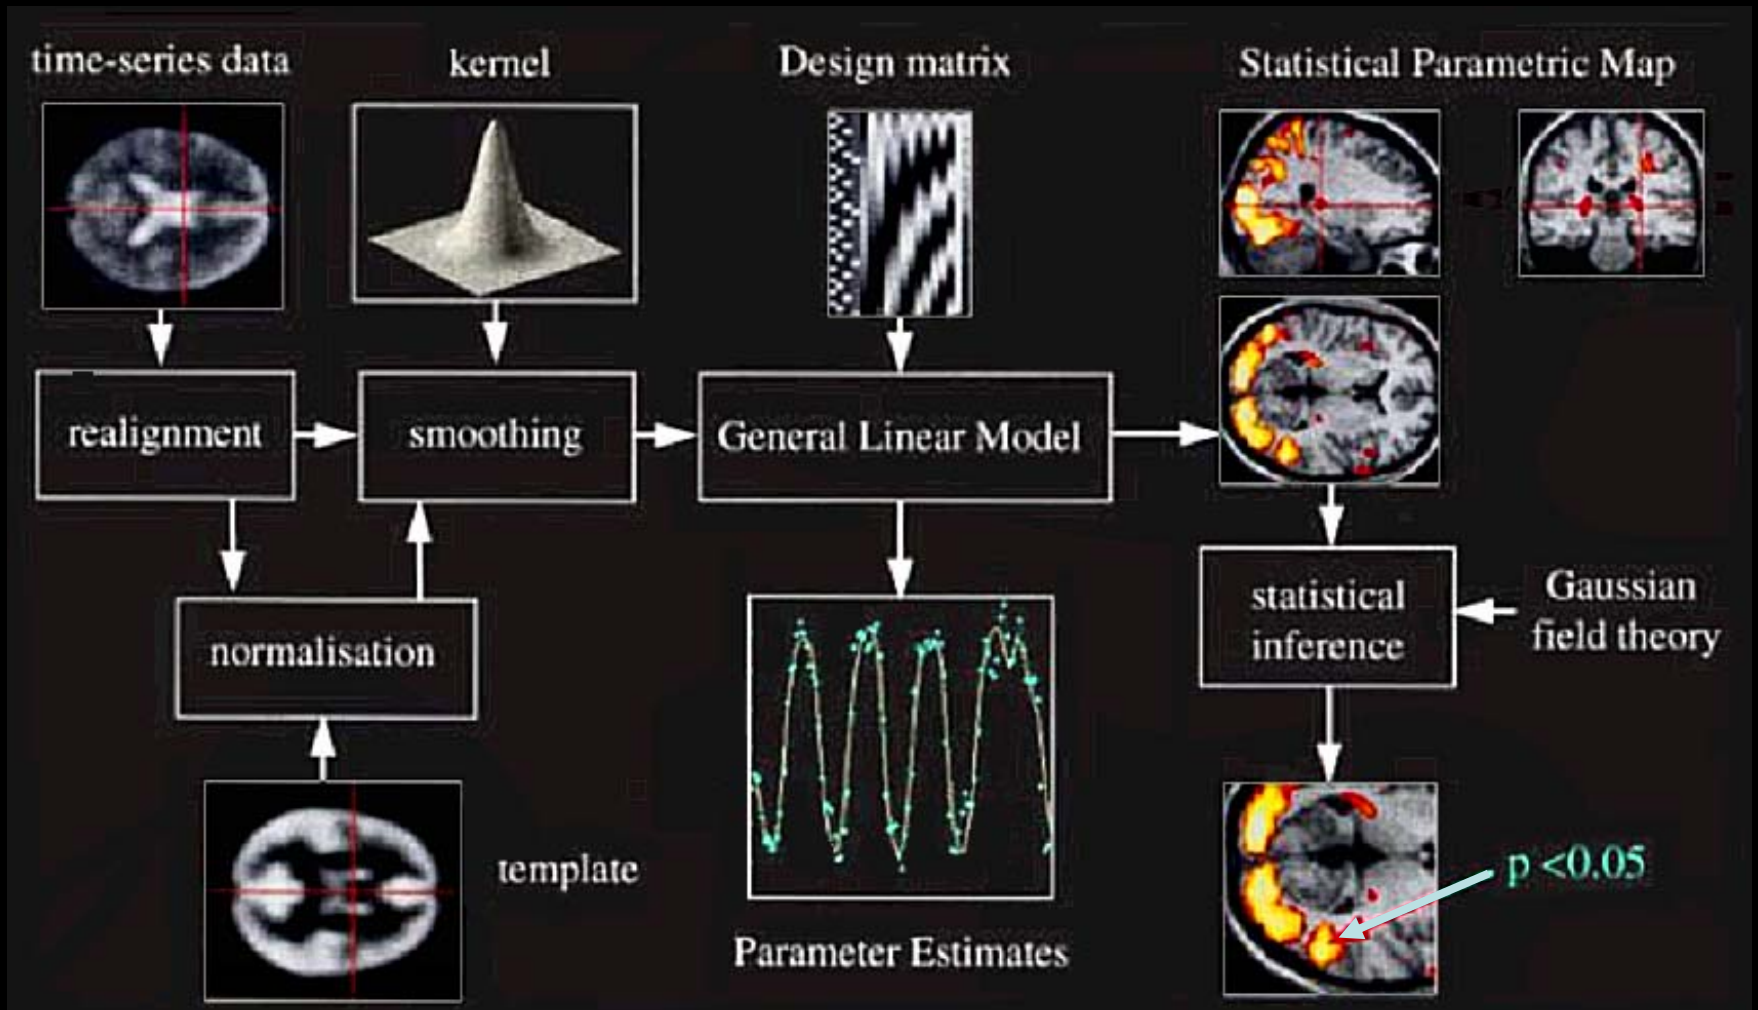 time-series data
kernel
Design matrix
Statistical Parametric Map
realignment
smoothing
General Linear Model
normalisation
statistical
inference
Gaussian
field theory
template
Parameter Estimates
p <0.05